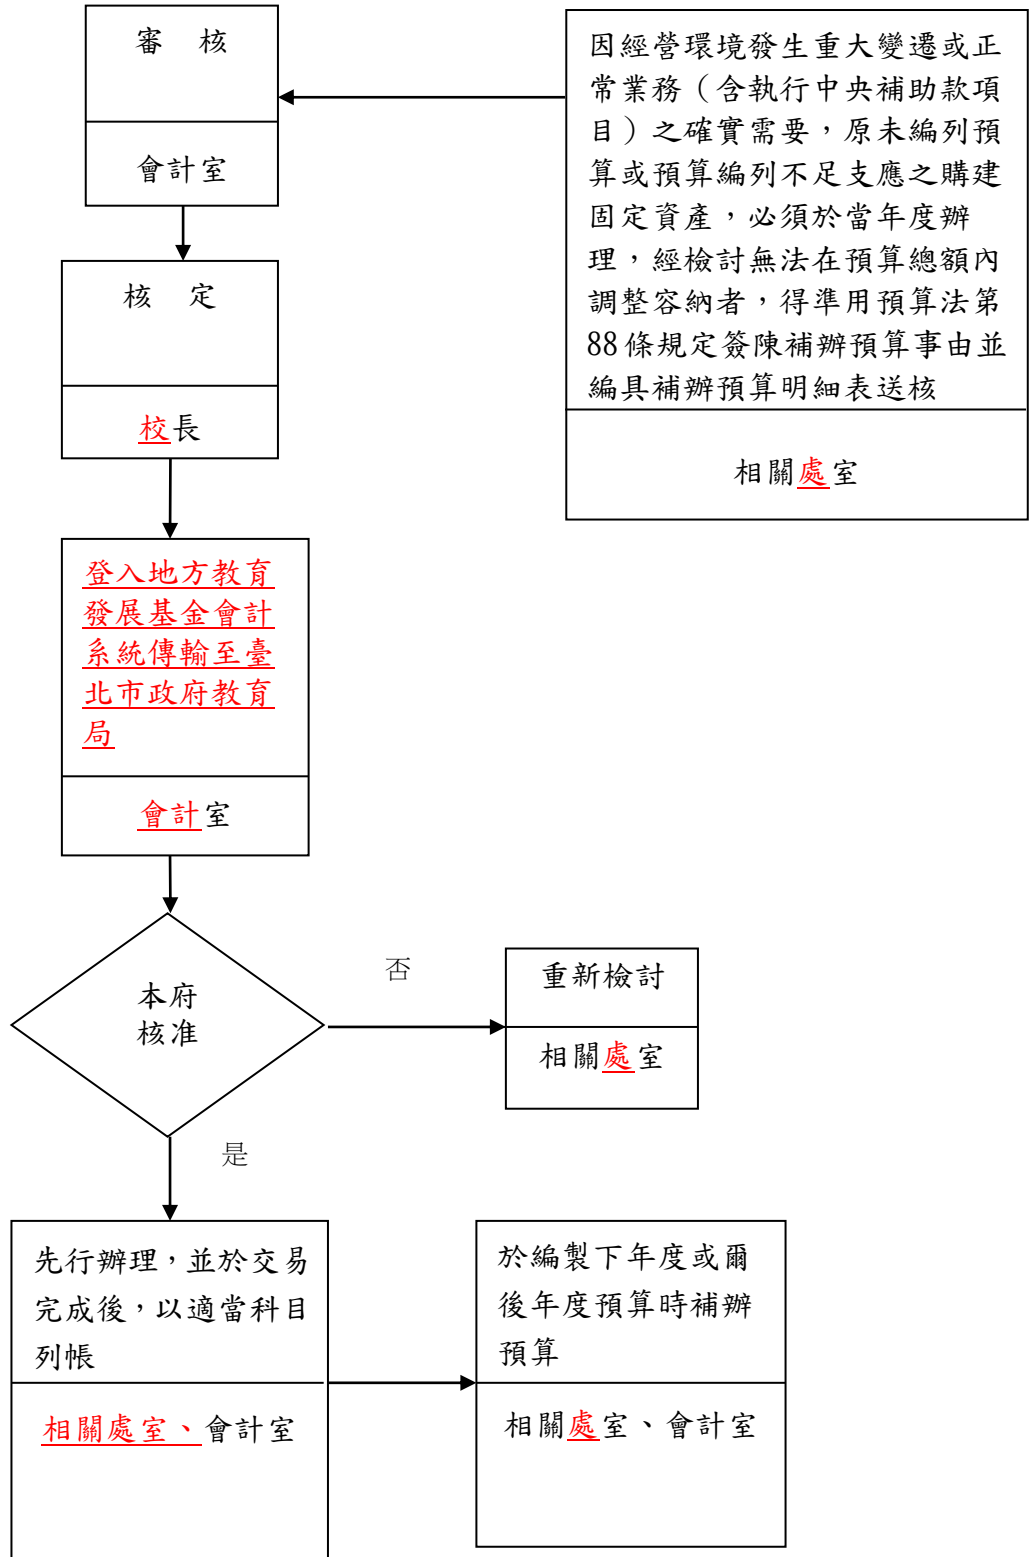 審　核
會計室
因經營環境發生重大變遷或正
常業務（含執行中央補助款項
目）之確實需要，原未編列預
算或預算編列不足支應之購建
固定資產，必須於當年度辦
理，經檢討無法在預算總額內
調整容納者，得準用預算法第
88條規定簽陳補辦預算事由並
編具補辦預算明細表送核
相關處室
核　定
校長
登入地方教育
發展基金會計
系統傳輸至臺
北市政府教育
局
會計室
本府
核准
否
重新檢討
相關處室
是
先行辦理，並於交易
完成後，以適當科目
列帳
相關處室、會計室
於編製下年度或爾
後年度預算時補辦
預算
相關處室、會計室